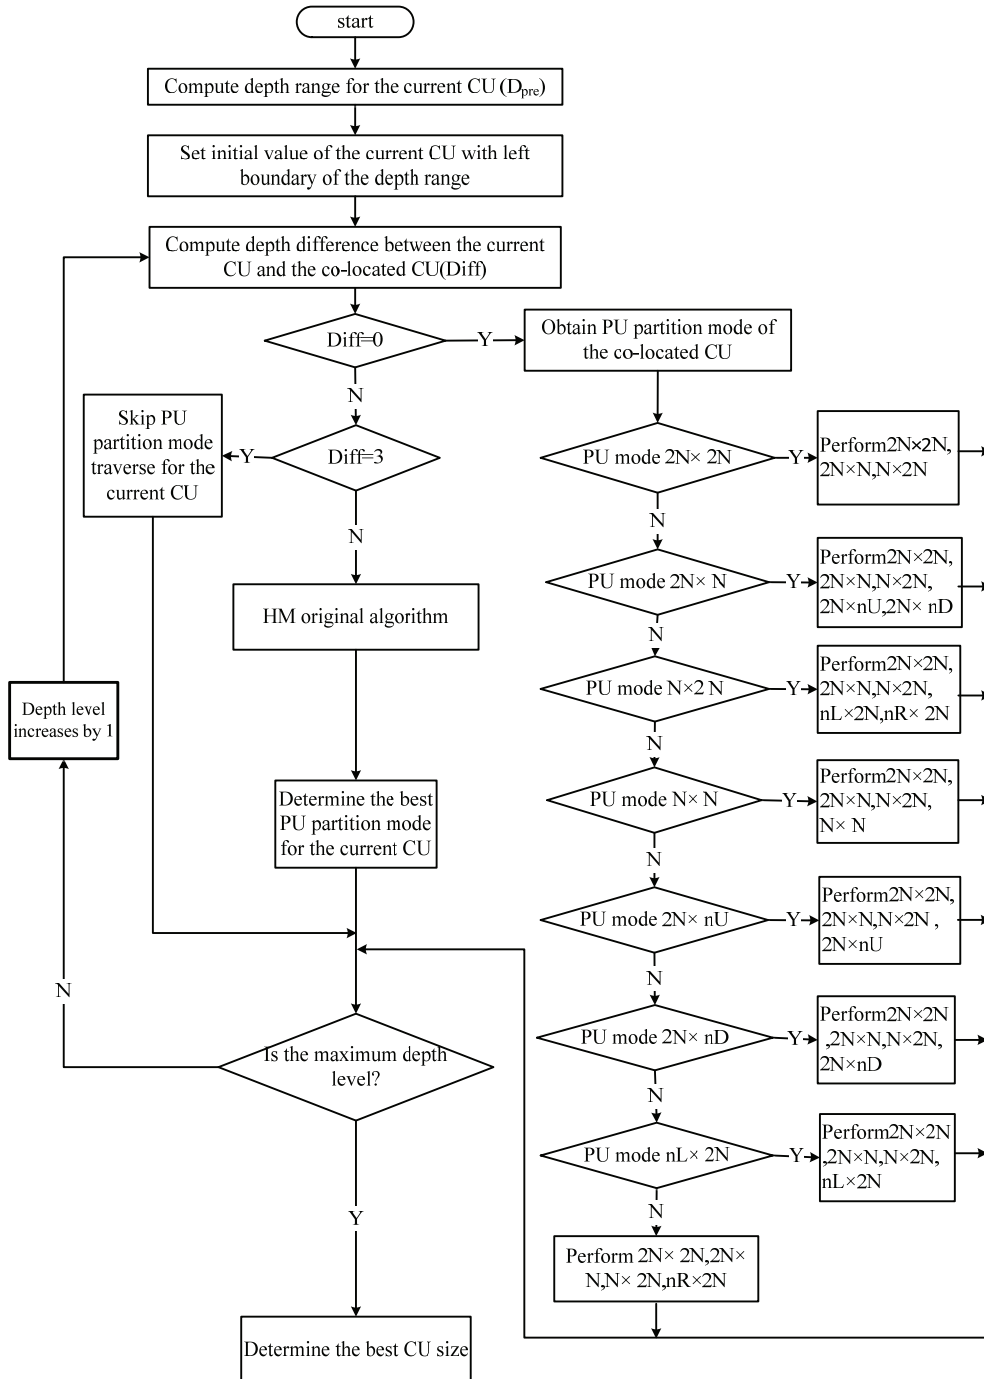 start
Compute depth range for the current CU (Dpre)
Set initial value of the current CU with left
boundary of the depth range
Compute depth difference between the current
CU and the co-located CU(Diff)
Diff=0
Y
Obtain PU partition mode of
the co-located CU
N
Skip PU
partition mode
traverse for the
current CU
Y
Diff=3
N
HM original algorithm
Determine the best
PU partition mode
for the current CU
Depth level
increases by 1
N
Is the maximum depth
level?
Y
Determine the best CU size
PU mode 2N× 2N
Y
Perform2N×2N,
2N×N,N×2N
N
PU mode 2N× N
Y
Perform2N×2N,
2N×N,N×2N,
2N×nU,2N× nD
N
PU mode N×2 N
Y
Perform2N×2N,
2N×N,N×2N,
nL×2N,nR× 2N
N
PU mode N× N
Y
Perform2N×2N,
2N×N,N×2N,
N× N
N
PU mode 2N× nU
Y
Perform2N×2N,
2N×N,N×2N ,
2N×nU
N
PU mode 2N× nD
Y
Perform2N×2N
,2N×N,N×2N,
2N×nD
N
PU mode nL× 2N
Y
Perform2N×2N
,2N×N,N×2N,
nL×2N
N
Perform 2N× 2N,2N×
N,N× 2N,nR×2N